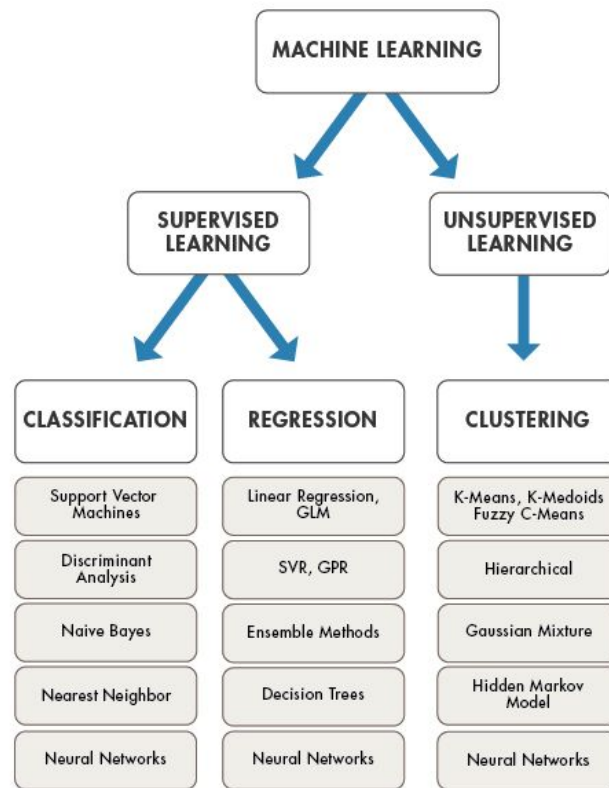 MACHINE LEARNING
SUPERVISED
LEARNING
UNSUPERVISED
LEARNING
CLASSIFICATION
Support Vector
Machines
Discriminant
Analysis
Naive Bayes
Nearest Neighbor
Neural Networks
REGRESSION
Linear Regression,
GLM
SVR, GPR
Ensemble Methods
Decision Trees
Neural Networks
CLUSTERING
K-Means, K-Medoids
Fuzzy C-Means
Hierarchical
Gaussian Mixture
Hidden Markov
Model
Neural Networks